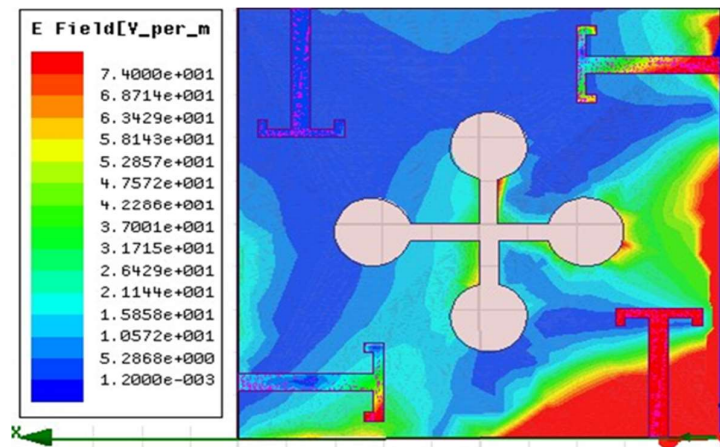 E Field[V_per_m
7.4000e+001
6.8714e+001
6.3429e+001
5.8143e+001
5.2857e+001
4.7572e+001
4.2286e+001
3.7001e+001
3.1715e+001
2.6429e+001
2.1144e+001
1.5858e+001
1.0572e+001
5.2868e+000
1.2000e-003
X